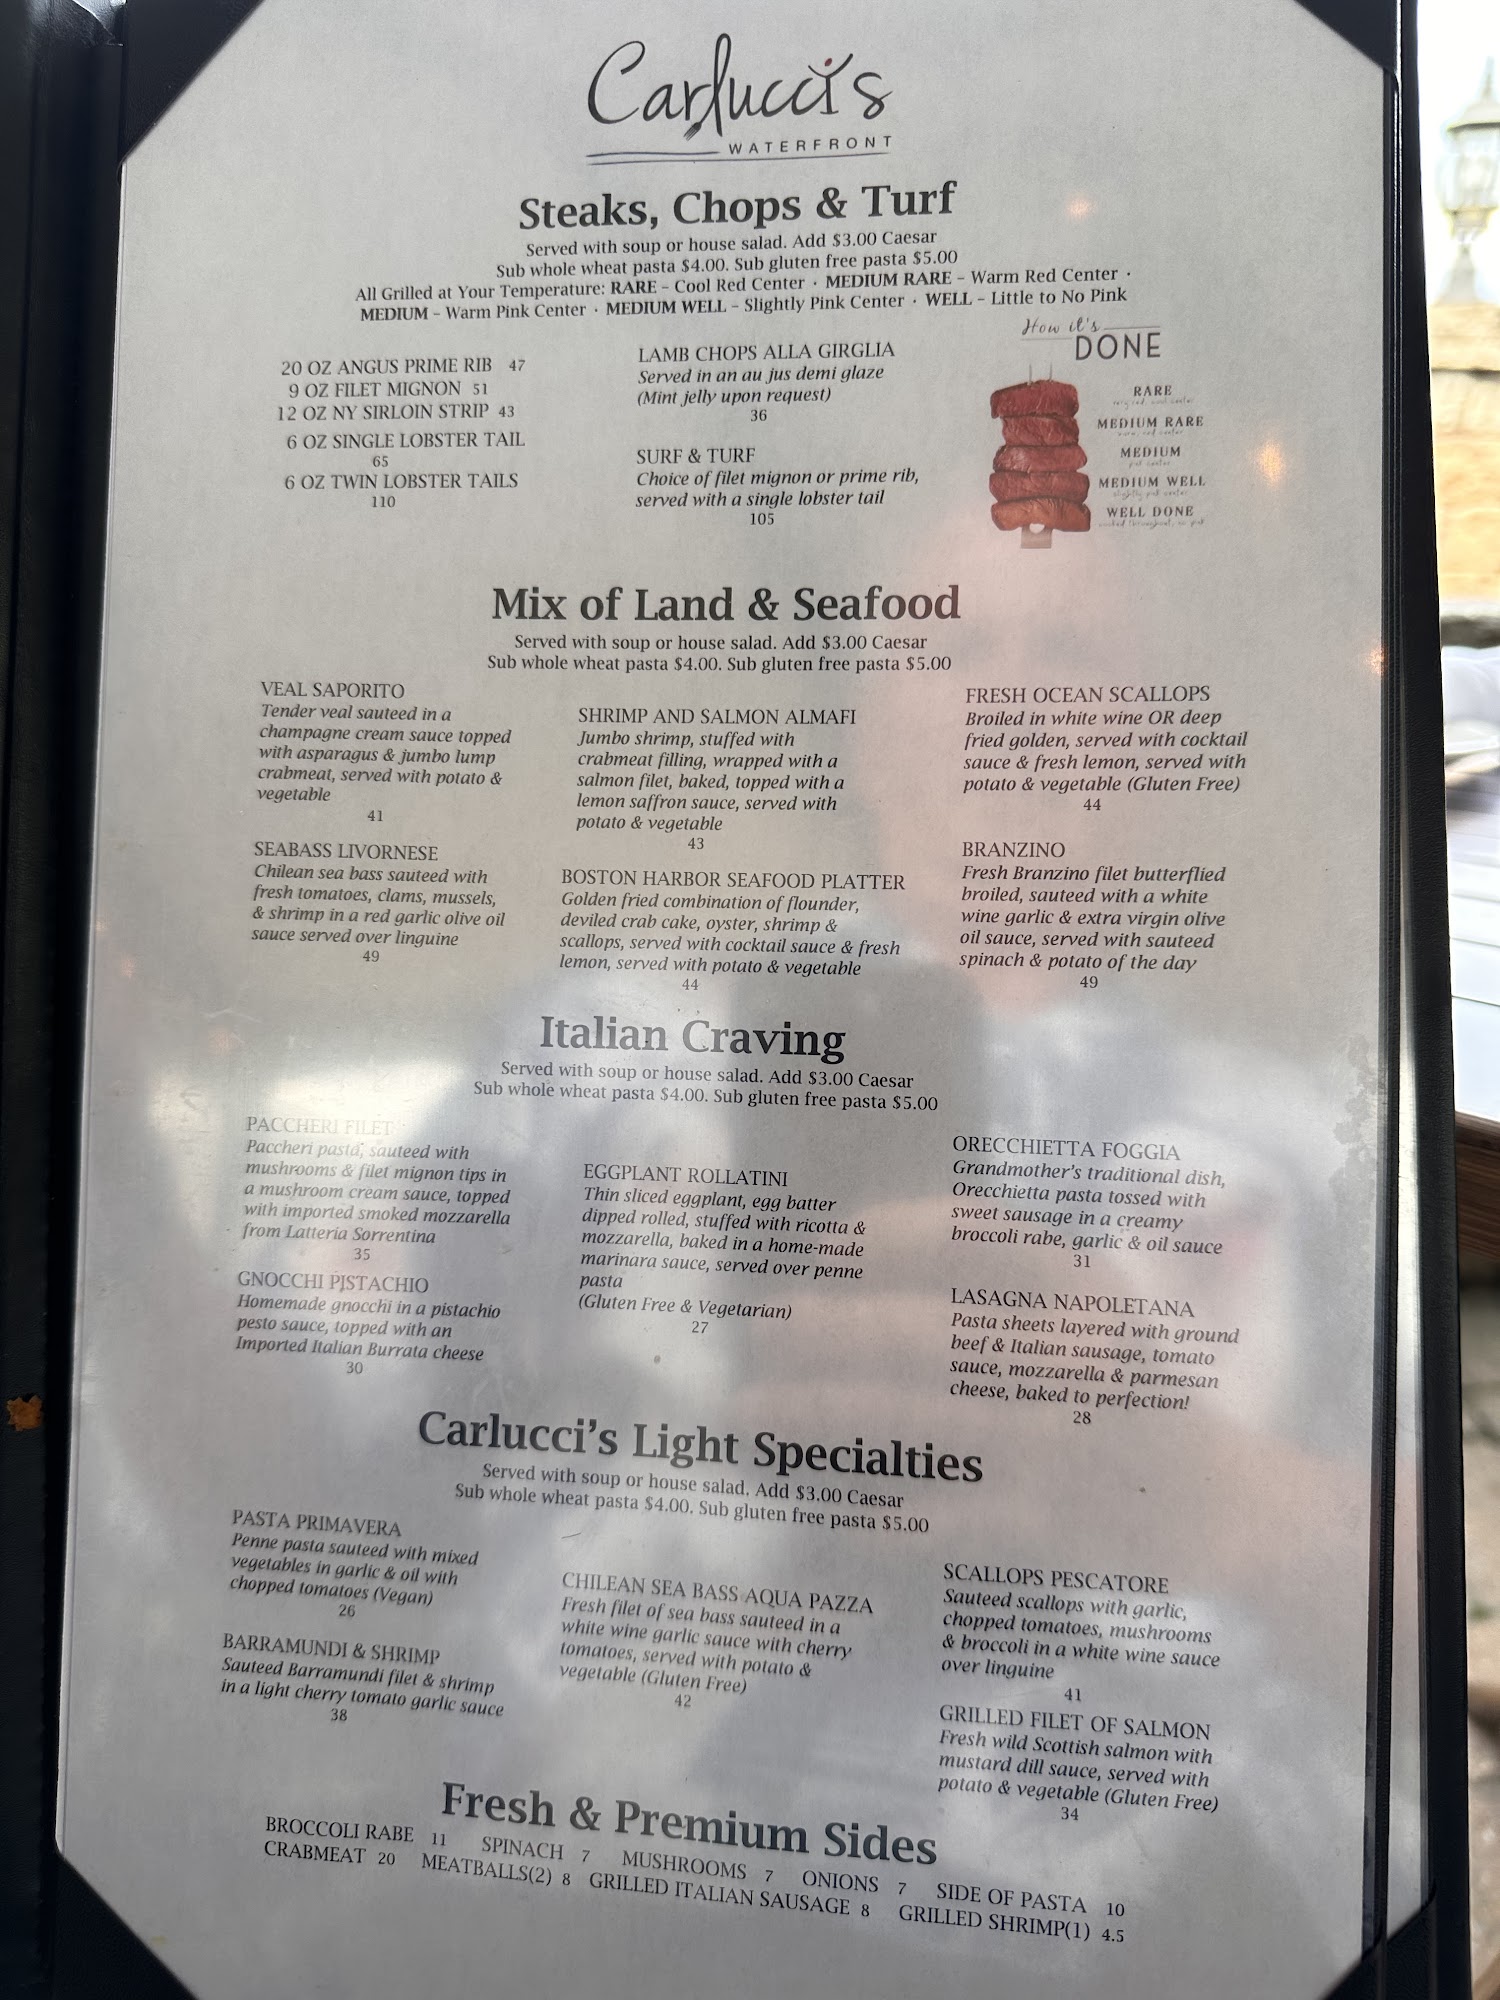 Carlucci's
WATERFRONT
Steaks, Chops & Turf
Served with soup or house salad. Add $3.00 Caesar
Sub whole wheat pasta $4.00. Sub gluten free pasta $5.00
All Grilled at Your Temperature: RARE – Cool Red Center · MEDIUM RARE – Warm Red Center ·
MEDIUM – Warm Pink Center · MEDIUM WELL – Slightly Pink Center · WELL – Little to No Pink
20 OZ ANGUS PRIME RIB 47
9 OZ FILET MIGNON 51
12 OZ NY SIRLOIN STRIP 43
6 OZ SINGLE LOBSTER TAIL
65
6 OZ TWIN LOBSTER TAILS
110
LAMB CHOPS ALLA GIRGLIA
Served in an au jus demi glaze
(Mint jelly upon request)
36
SURF & TURF
Choice of filet mignon or prime rib,
served with a single lobster tail
105
How it's
DONE
RARE
MEDIUM RARE
MEDIUM
MEDIUM WELL
WELL DONE
Mix of Land & Seafood
Served with soup or house salad. Add $3.00 Caesar
Sub whole wheat pasta $4.00. Sub gluten free pasta $5.00
VEAL SAPORITO
Tender veal sauteed in a
champagne cream sauce topped
with asparagus & jumbo lump
crabmeat, served with potato &
vegetable
41
SEABASS LIVORNESE
Chilean sea bass sauteed with
fresh tomatoes, clams, mussels,
& shrimp in a red garlic olive oil
sauce served over linguine
49
SHRIMP AND SALMON ALMAFI
Jumbo shrimp, stuffed with
crabmeat filling, wrapped with a
salmon filet, baked, topped with a
lemon saffron sauce, served with
potato & vegetable
43
BOSTON HARBOR SEAFOOD PLATTER
Golden fried combination of flounder,
deviled crab cake, oyster, shrimp &
scallops, served with cocktail sauce & fresh
lemon, served with potato & vegetable
44
FRESH OCEAN SCALLOPS
Broiled in white wine OR deep
fried golden, served with cocktail
sauce & fresh lemon, served with
potato & vegetable (Gluten Free)
44
BRANZINO
Fresh Branzino filet butterflied
broiled, sauteed with a white
wine garlic & extra virgin olive
oil sauce, served with sauteed
spinach & potato of the day
49
Italian Craving
Served with soup or house salad. Add $3.00 Caesar
Sub whole wheat pasta $4.00. Sub gluten free pasta $5.00
PACCHERI FILET
Paccheri pasta, sauteed with
mushrooms & filet mignon tips in
a mushroom cream sauce, topped
with imported smoked mozzarella
from Latteria Sorrentina
35
GNOCCHI PISTACHIO
Homemade gnocchi in a pistachio
pesto sauce, topped with an
Imported Italian Burrata cheese
30
EGGPLANT ROLLATINI
Thin sliced eggplant, egg batter
dipped rolled, stuffed with ricotta &
mozzarella, baked in a home-made
marinara sauce, served over penne
pasta
(Gluten Free & Vegetarian)
27
ORECCHIETTA FOGGIA
Grandmother's traditional dish,
Orecchietta pasta tossed with
sweet sausage in a creamy
broccoli rabe, garlic & oil sauce
31
LASAGNA NAPOLETANA
Pasta sheets layered with ground
beef & Italian sausage, tomato
sauce, mozzarella & parmesan
cheese, baked to perfection!
28
Carlucci's Light Specialties
Served with soup or house salad. Add $3.00 Caesar
Sub whole wheat pasta $4.00. Sub gluten free pasta $5.00
PASTA PRIMAVERA
Penne pasta sauteed with mixed
vegetables in garlic & oil with
chopped tomatoes (Vegan)
26
BARRAMUNDI & SHRIMP
Sauteed Barramundi filet & shrimp
in a light cherry tomato garlic sauce
38
CHILEAN SEA BASS AQUA PAZZA
Fresh filet of sea bass sauteed in a
white wine garlic sauce with cherry
tomatoes, served with potato &
vegetable (Gluten Free)
42
SCALLOPS PESCATORE
Sauteed scallops with garlic,
chopped tomatoes, mushrooms
& broccoli in a white wine sauce
over linguine
41
GRILLED FILET OF SALMON
Fresh wild Scottish salmon with
mustard dill sauce, served with
potato & vegetable (Gluten Free)
34
Fresh & Premium Sides
BROCCOLI RABE 11 SPINACH 7 MUSHROOMS 7 ONIONS 7 SIDE OF PASTA 10
CRABMEAT 20 MEATBALLS(2) 8 GRILLED ITALIAN SAUSAGE 8 GRILLED SHRIMP(1) 4.5